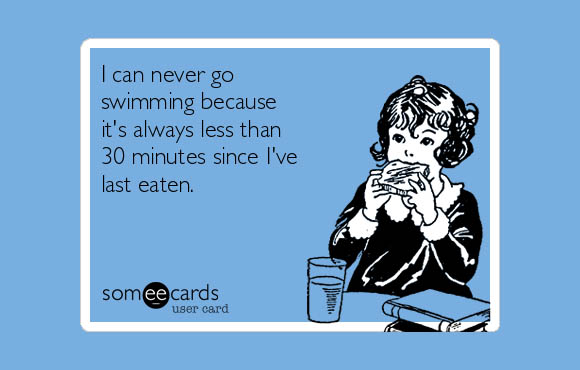 I can never go
swimming because
it's always less than
30 minutes since I've
last eaten.
someecards
user card